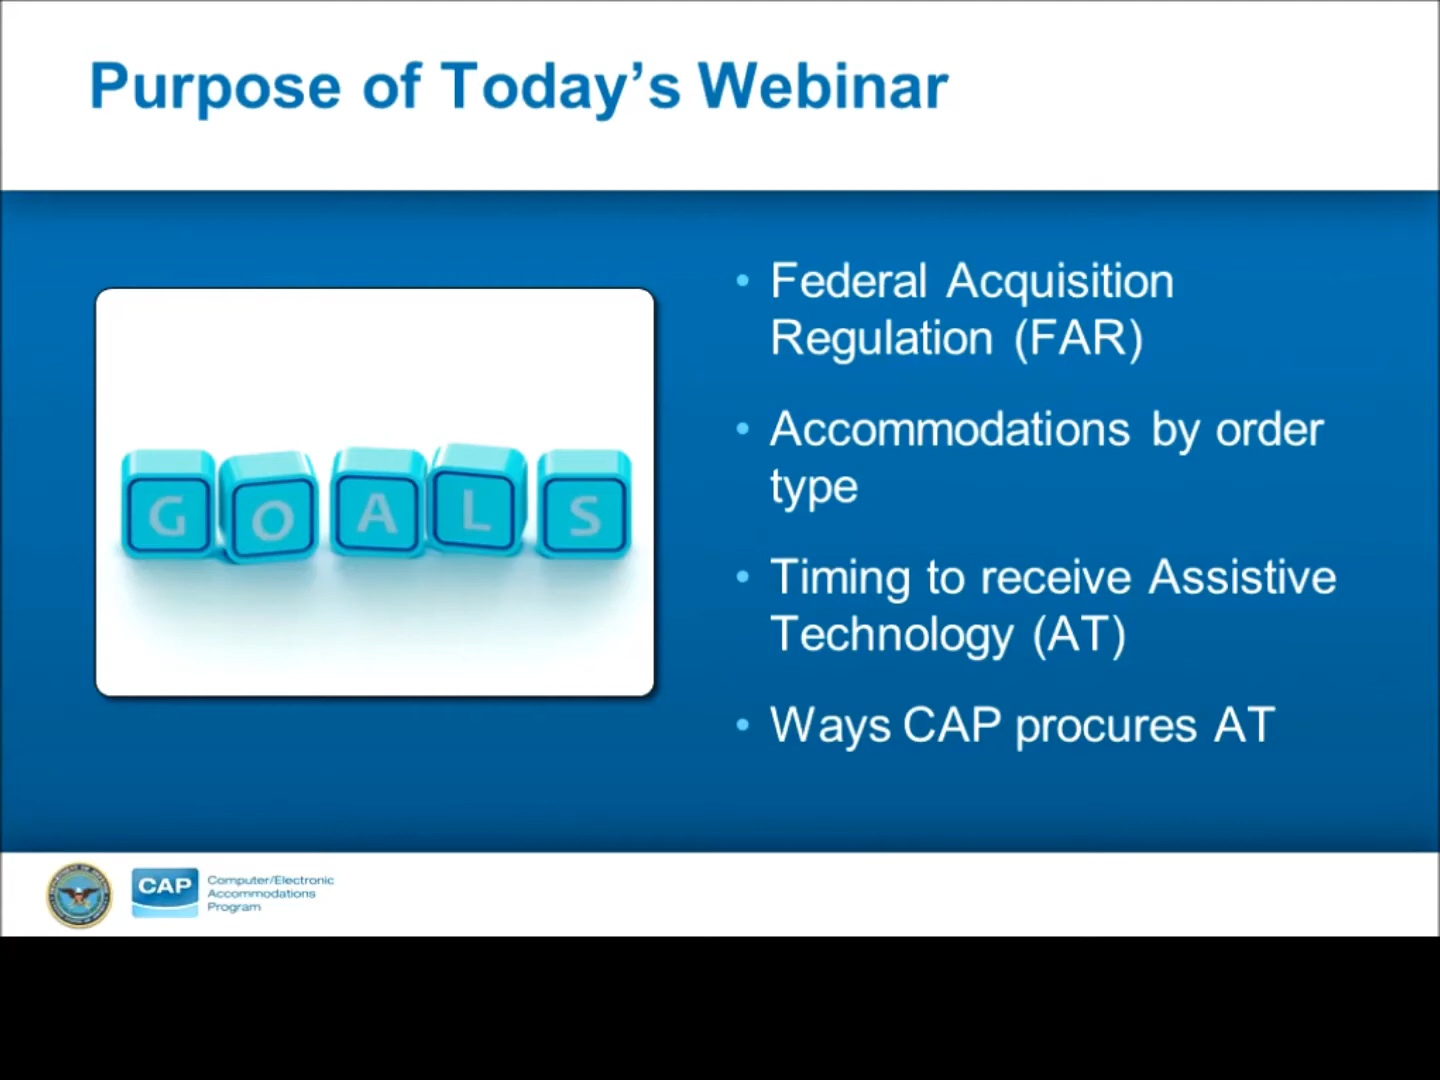 Purpose of Today’s Webinar
GOALS
• Federal Acquisition
Regulation (FAR)
• Accommodations by order
type
• Timing to receive Assistive
Technology (AT)
• Ways CAP procures AT
CAP
Computer/Electronic
Accommodations
Program